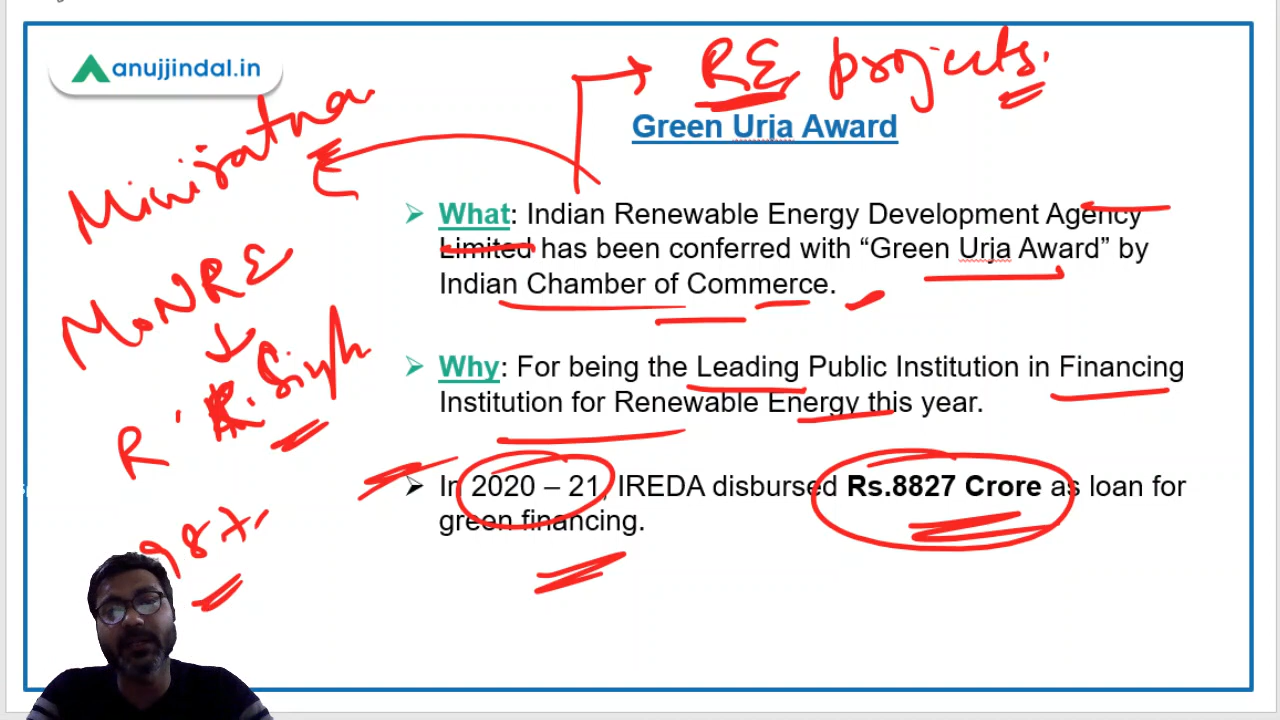 anujjindal.in
RE projects.
Green Urja Award
Miniratna
What: Indian Renewable Energy Development Agency
Limited has been conferred with “Green Urja Award” by
Indian Chamber of Commerce.
MoNRE
R. K. Singh
Why: For being the Leading Public Institution in Financing
Institution for Renewable Energy this year.
In 2020 – 21, IREDA disbursed Rs.8827 Crore as loan for
green financing.